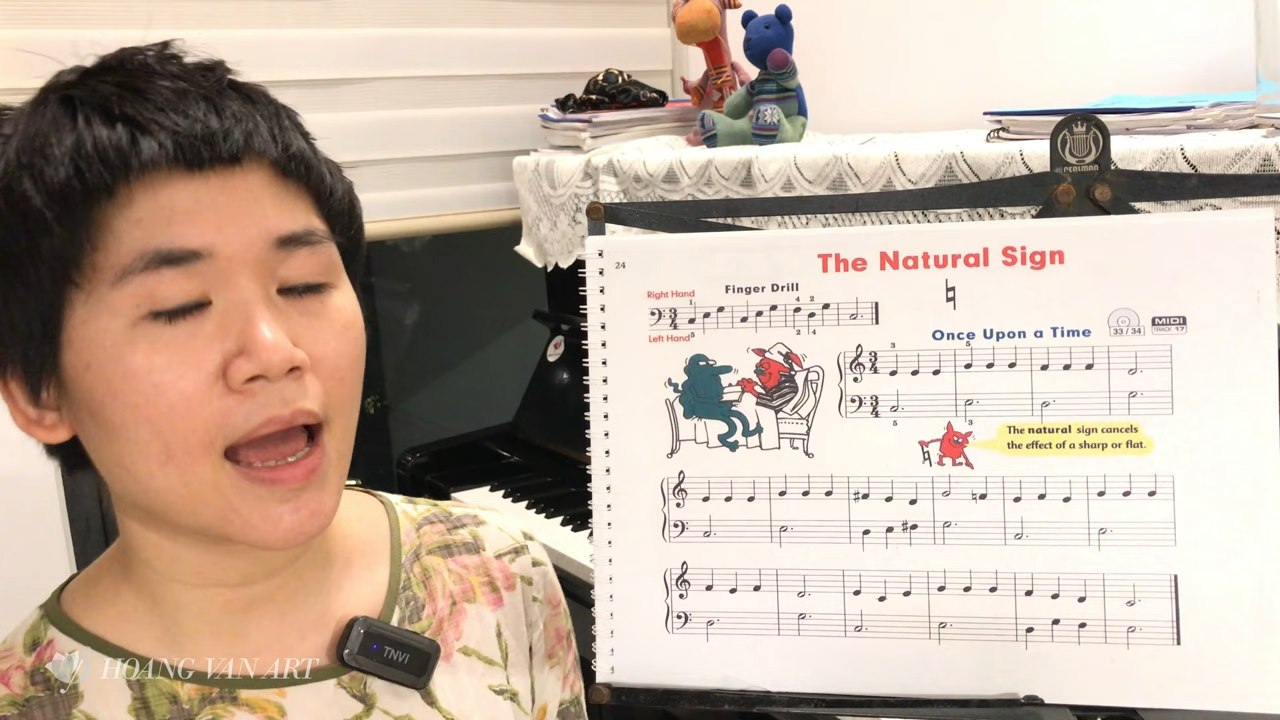 PERLMAN
24
The Natural Sign
Finger Drill
Right Hand
Left Hand
Once Upon a Time
33 / 34
MIDI
TRACK 17
The natural sign cancels
the effect of a sharp or flat.
TNVI
HOANG VAN ART